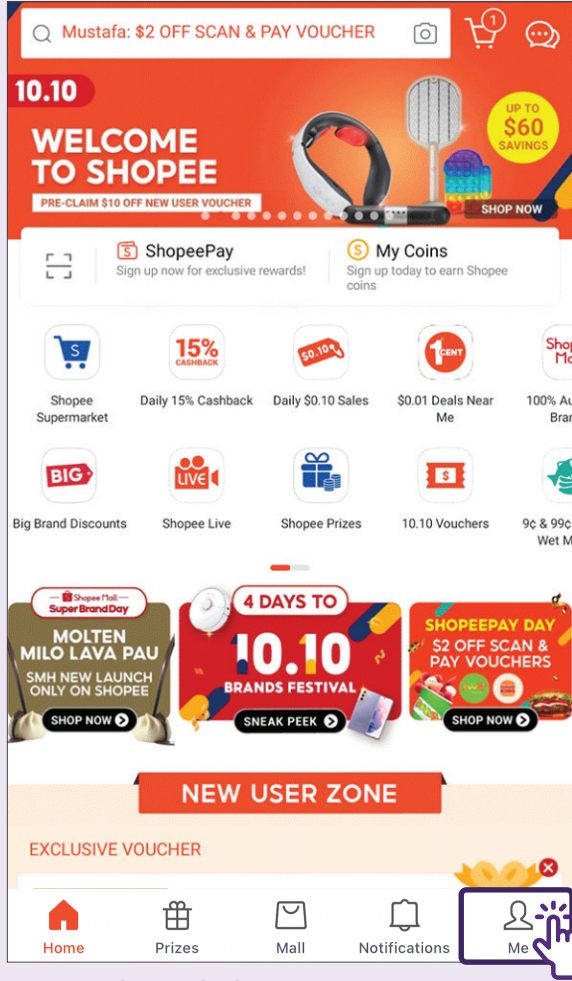 Mustafa: $2 OFF SCAN & PAY VOUCHER
1
10.10
WELCOME
TO SHOPEE
PRE-CLAIM $10 OFF NEW USER VOUCHER
UP TO
$60
SAVINGS
SHOP NOW
ShopeePay
Sign up now for exclusive rewards!
My Coins
Sign up today to earn Shopee
coins
S
15%
CASHBACK
$0.10
1 CENT
Shop
Mo
Shopee
Supermarket
Daily 15% Cashback
Daily $0.10 Sales
$0.01 Deals Near
Me
100% Au
Bran
BIG
LIVE
S
Big Brand Discounts
Shopee Live
Shopee Prizes
10.10 Vouchers
9¢ & 99¢
Wet M
Shopee Mall
Super Brand Day
MOLTEN
MILO LAVA PAU
SMH NEW LAUNCH
ONLY ON SHOPEE
SHOP NOW
4 DAYS TO
10.10
BRANDS FESTIVAL
SNEAK PEEK
SHOPEEPAY DAY
$2 OFF SCAN &
PAY VOUCHERS
SHOP NOW
NEW USER ZONE
EXCLUSIVE VOUCHER
Home
Prizes
Mall
Notifications
Me